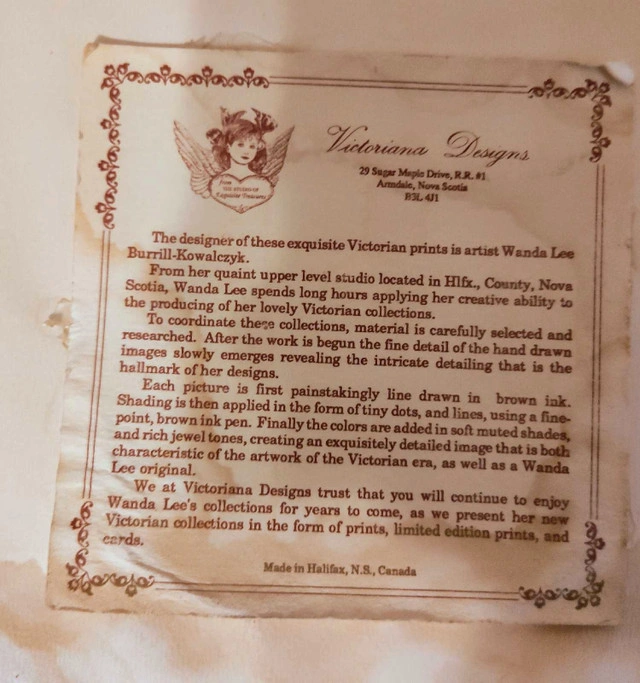 Victoriana Designs
29 Sugar Maple Drive, R.R. #1
Armdale, Nova Scotia
B3L 4J1
From
THE STUDIO OF
Exquisite Treasures
The designer of these exquisite Victorian prints is artist Wanda Lee
Burrill-Kowalczyk.
From her quaint upper level studio located in Hlfx., County, Nova
Scotia, Wanda Lee spends long hours applying her creative ability to
the producing of her lovely Victorian collections.
To coordinate these collections, material is carefully selected and
researched. After the work is begun the fine detail of the hand drawn
images slowly emerges revealing the intricate detailing that is the
hallmark of her designs.
Each picture is first painstakingly line drawn in brown ink.
Shading is then applied in the form of tiny dots, and lines, using a fine-
point, brown ink pen. Finally the colors are added in soft muted shades,
and rich jewel tones, creating an exquisitely detailed image that is both
characteristic of the artwork of the Victorian era, as well as a Wanda
Lee original.
We at Victoriana Designs trust that you will continue to enjoy
Wanda Lee's collections for years to come, as we present her new
Victorian collections in the form of prints, limited edition prints, and
cards.
Made in Halifax, N.S., Canada